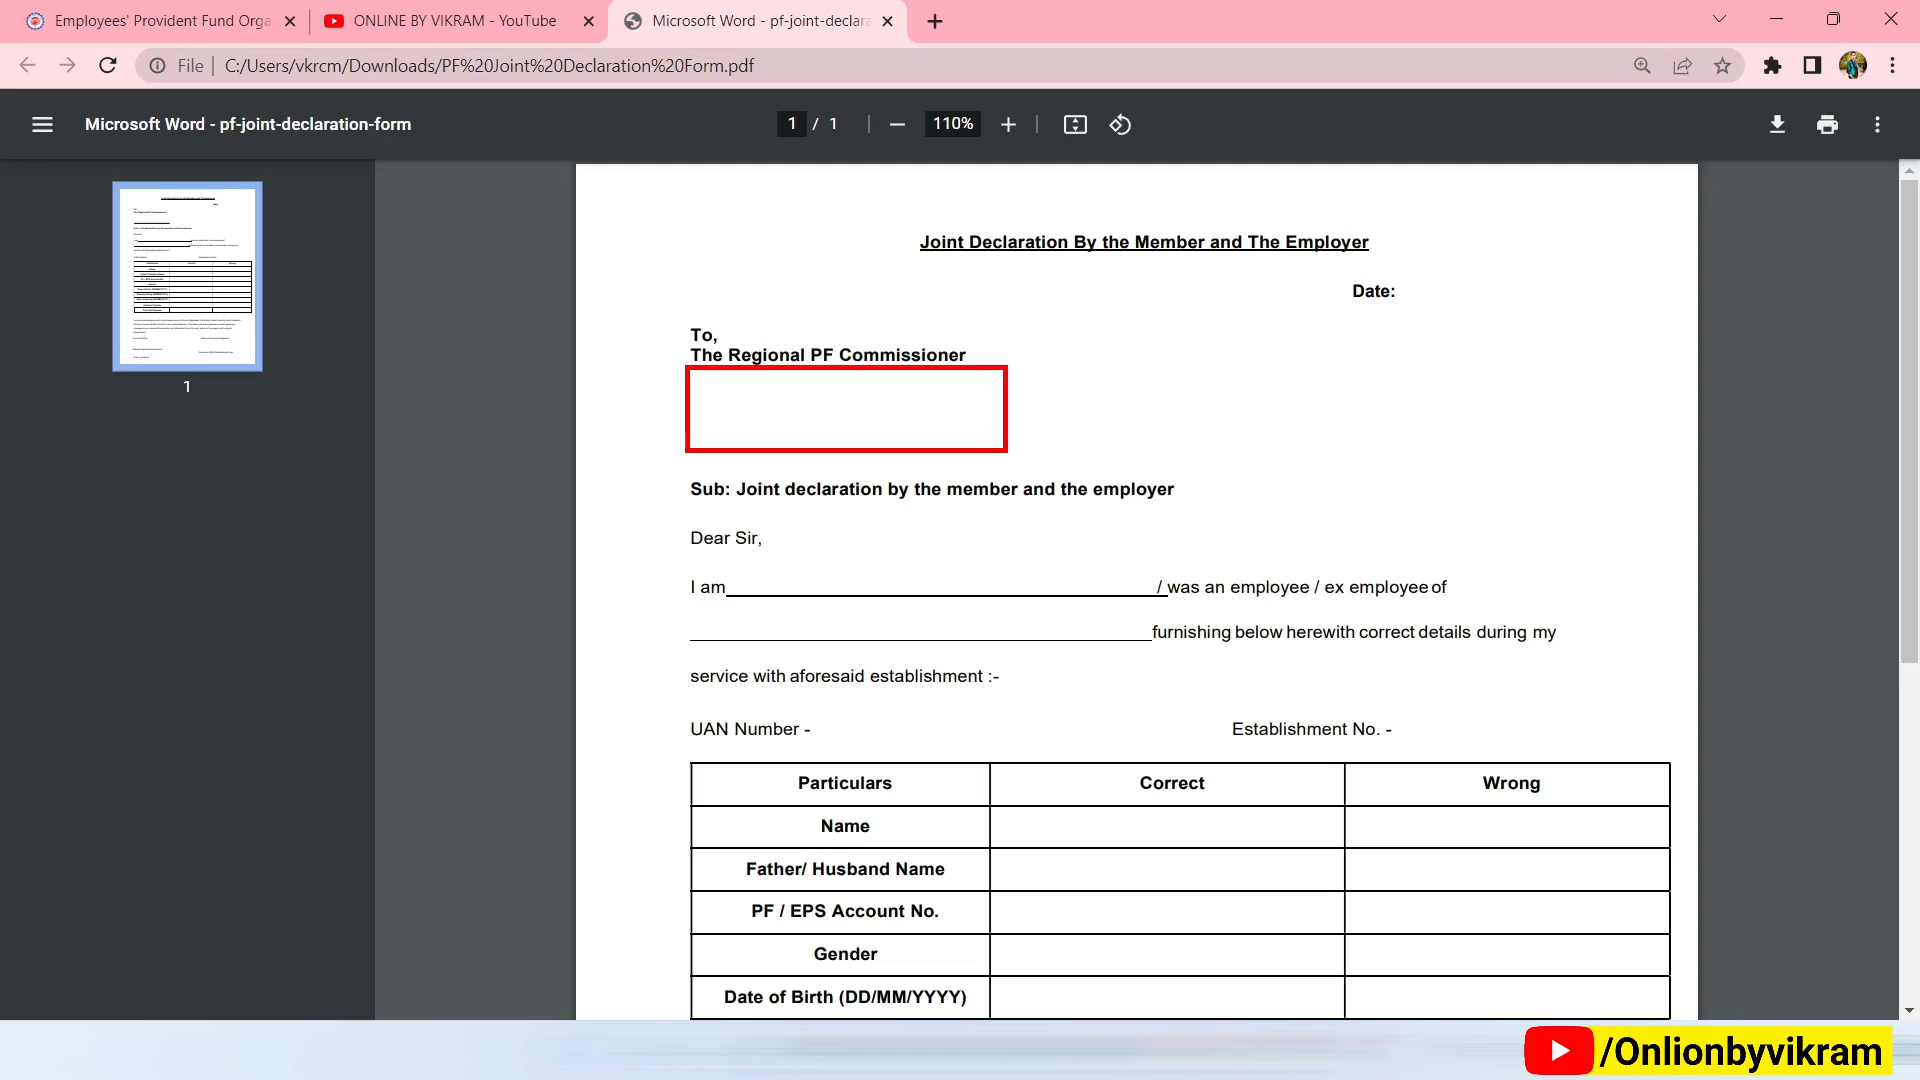 Employees' Provident Fund Orga
ONLINE BY VIKRAM - YouTube
Microsoft Word - pf-joint-declara
File | C:/Users/vkrcm/Downloads/PF%20Joint%20Declaration%20Form.pdf
Microsoft Word - pf-joint-declaration-form
1 / 1
110%
1
Joint Declaration By the Member and The Employer
Date:
To,
The Regional PF Commissioner
Sub: Joint declaration by the member and the employer
Dear Sir,
I am____________________/ was an employee / ex employee of
____________________furnishing below herewith correct details during my
service with aforesaid establishment :-
UAN Number - Establishment No. -
Particulars Correct Wrong
Name
Father/ Husband Name
PF / EPS Account No.
Gender
Date of Birth (DD/MM/YYYY)
/Onlionbyvikram